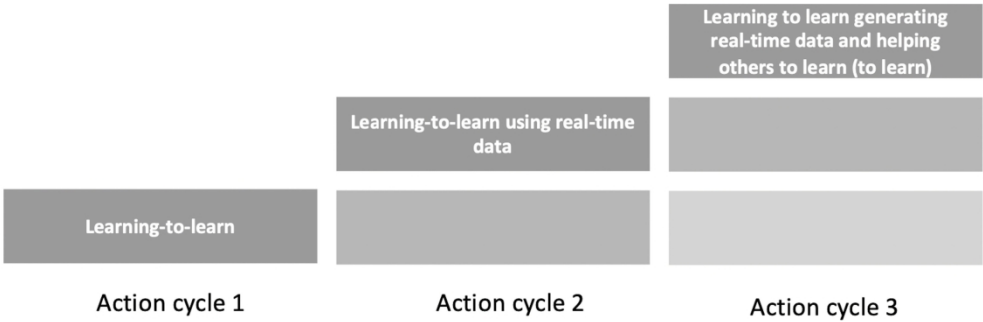 Learning to learn generating
real-time data and helping
others to learn (to learn)
Learning-to-learn using real-time
data
Learning-to-learn
Action cycle 1
Action cycle 2
Action cycle 3